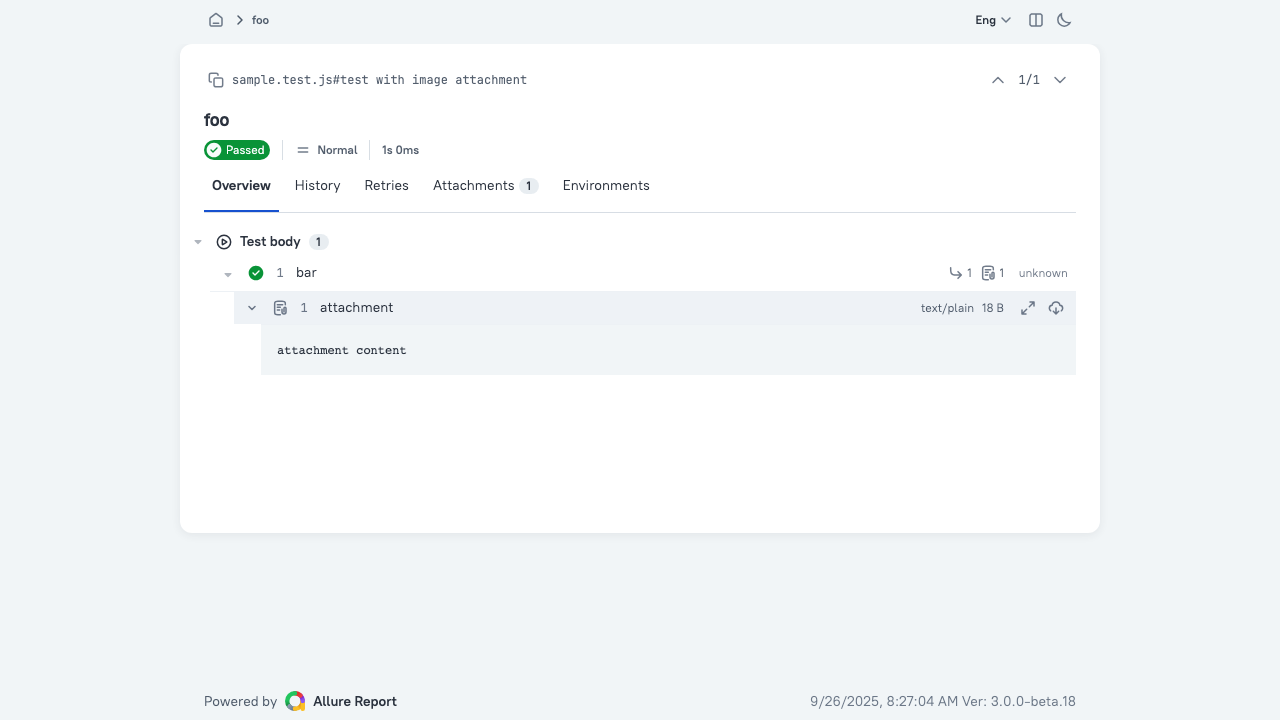 foo
Eng
sample.test.js#test with image attachment
1/1
foo
Passed
Normal
1s 0ms
Overview
History
Retries
Attachments 1
Environments
Test body 1
1 bar
1
1
unknown
1 attachment
text/plain 18 B
attachment content
Powered by Allure Report
9/26/2025, 8:27:04 AM Ver: 3.0.0-beta.18